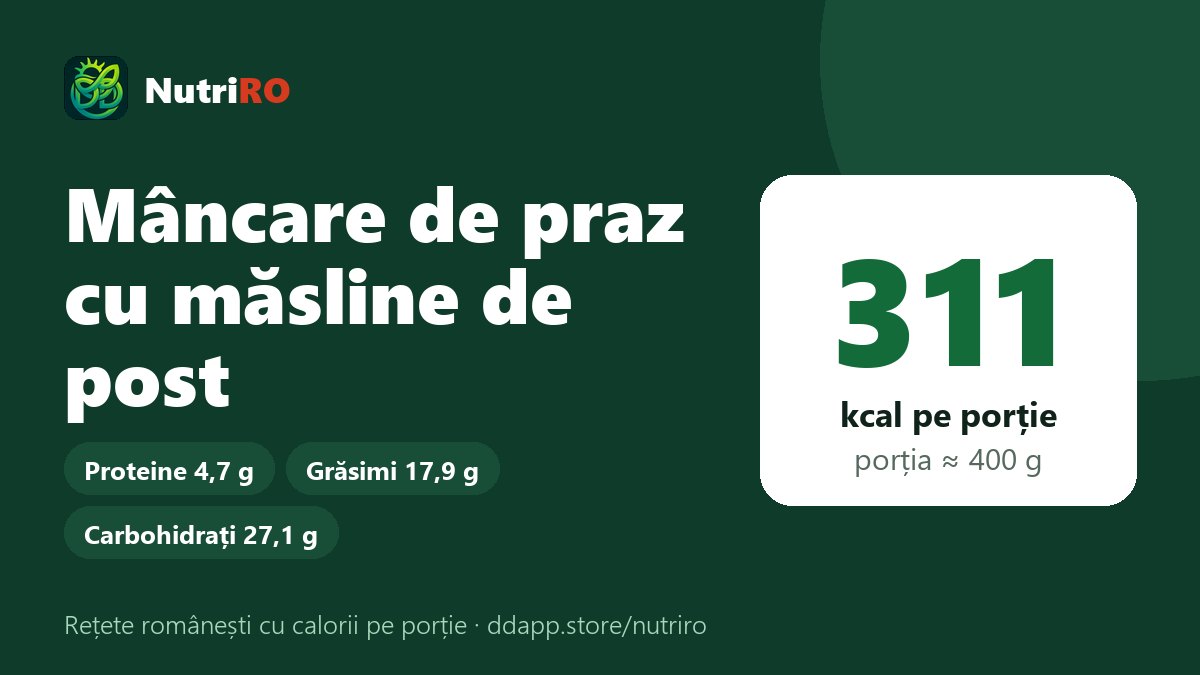 NutriRO
Mâncare de praz
cu măsline de
post
Proteine 4,7 g
Grăsimi 17,9 g
Carbohidrați 27,1 g
311
kcal pe porție
porția ≈ 400 g
Rețete românești cu calorii pe porție · ddapp.store/nutriro